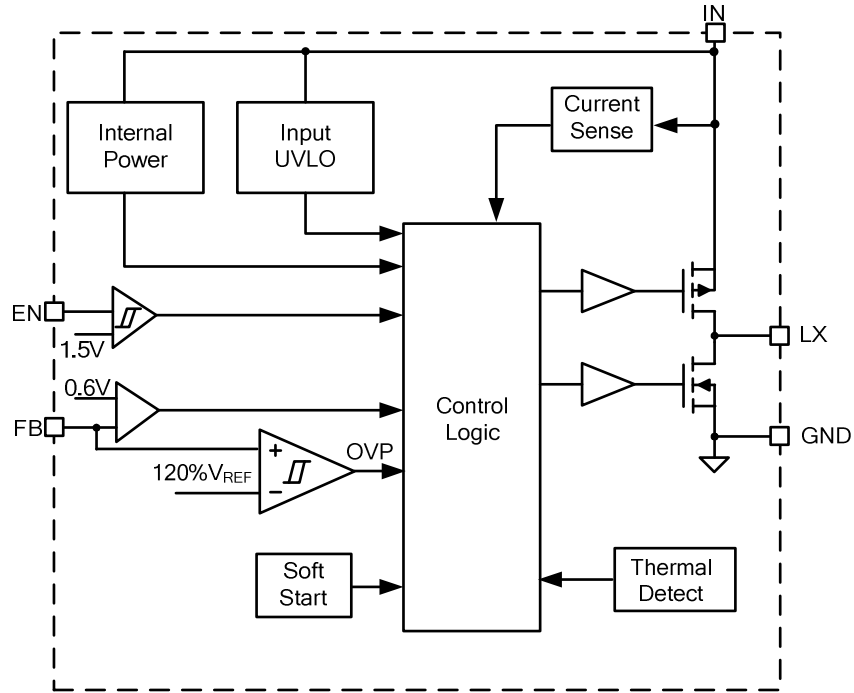 IN
Internal
Power
Input
UVLO
Current
Sense
EN
1.5V
LX
0.6V
FB
Control
Logic
GND
+
OVP
120%VREF
−
Soft
Start
Thermal
Detect